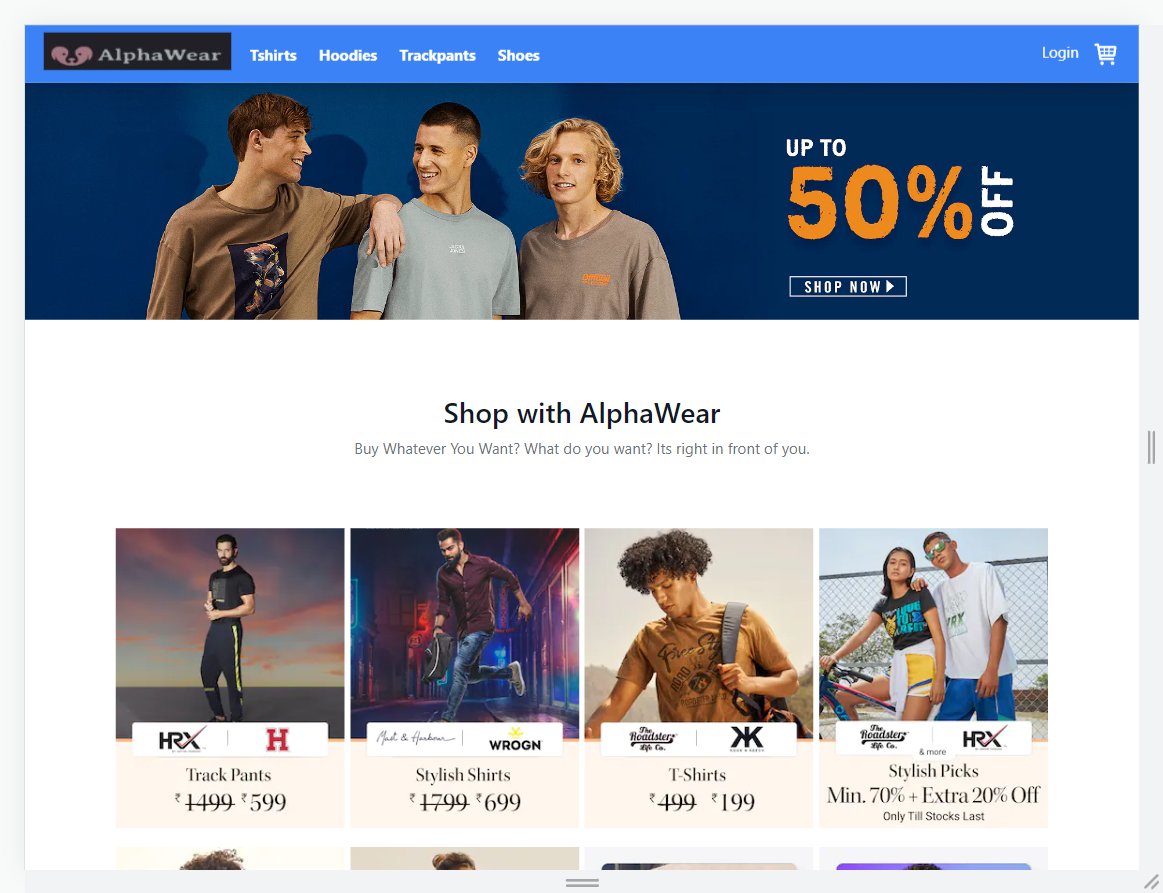 AlphaWear Tshirts Hoodies Trackpants Shoes Login
UP TO
50% OFF
SHOP NOW
Shop with AlphaWear
Buy Whatever You Want? What do you want? Its right in front of you.
HRX H
Track Pants
₹1499 ₹599
Mast & Harbour WROGN
Stylish Shirts
₹1799 ₹699
Free Style
The Roadster Life Co.
T-Shirts
₹499 ₹199
HRX
The Roadster Life Co. & more HRX
Stylish Picks
Min. 70% + Extra 20% Off
Only Till Stocks Last